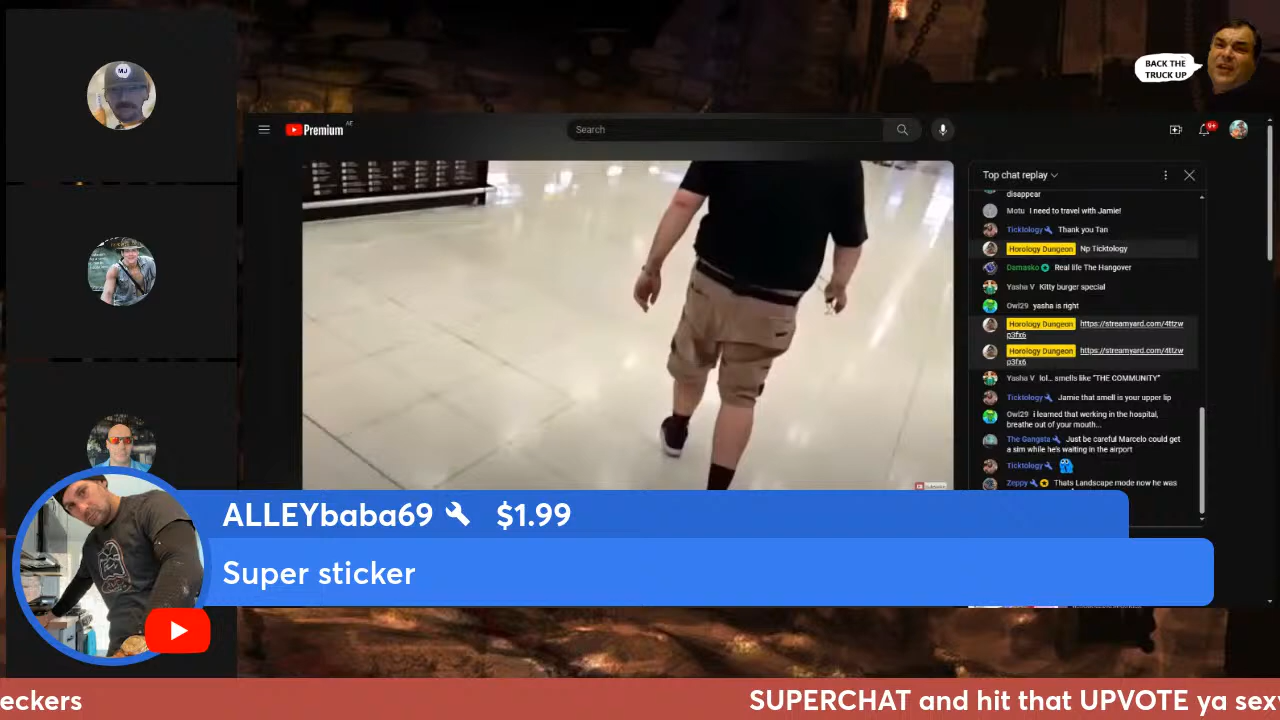 MJ
BACK THE
TRUCK UP
Premium
AE
Search
9+
Top chat replay
disappear
Motu I need to travel with Jamie!
Ticktology Thank you Tan
Horology Dungeon Np Ticktology
Damasko Real life The Hangover
Yasha V Kitty burger special
Owl29 yasha is right
Horology Dungeon https://streamyard.com/4ttzw
p3fx6
Horology Dungeon https://streamyard.com/4ttzw
p3fx6
Yasha V lol.. smells like "THE COMMUNITY"
Ticktology Jamie that smell is your upper lip
Owl29 i learned that working in the hospital,
breathe out of your mouth...
The Gangsta Just be careful Marcelo could get
a sim while he's waiting in the airport
Ticktology
Zeppy Thats Landscape mode now he was
ALLEYbaba69 $1.99
Super sticker
eckers SUPERCHAT and hit that UPVOTE ya sexy